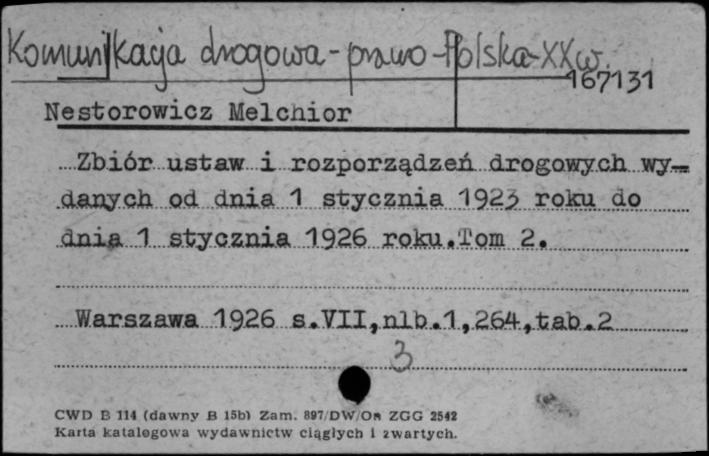 Komunikacja drogowa - prawo - Polska - XX w.
167131
Nestorowicz Melchior
Zbiór ustaw i rozporządzeń drogowych wy-
danych od dnia 1 stycznia 1923 roku do
dnia 1 stycznia 1926 roku.Tom 2.
Warszawa 1926 s.VII,nlb.1,264,tab.2
3
CWD B 114 (dawny B 15b) Zam. 897/DW/On ZGG 2542
Karta katalogowa wydawnictw ciągłych i zwartych.